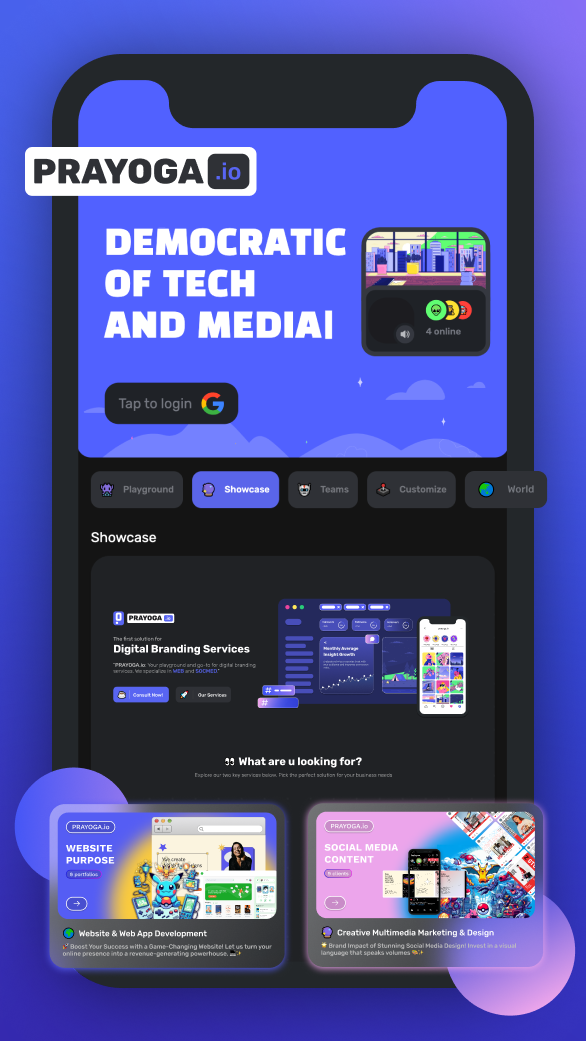 PRAYOGA .io
DEMOCRATIC
OF TECH
AND MEDIA|
4 online
Tap to login
Playground
Showcase
Teams
Customize
World
Showcase
PRAYOGA .io
The first solution for
Digital Branding Services
"PRAYOGA.io: Your playground and go-to for digital branding
services. We specialize in WEB and SOCMED."
Consult Now!
Our Services
Monthly Average
Insight Growth
What are u looking for?
Explore our two key services below. Pick the perfect solution for your business needs
PRAYOGA.io
WEBSITE
PURPOSE
We create
Website & Web App Development
Boost Your Success with a Game-Changing Website! Let us turn your
online presence into a revenue-generating powerhouse.
PRAYOGA.io
SOCIAL MEDIA
CONTENT
Creative Multimedia Marketing & Design
Brand Impact of Stunning Social Media Design! Invest in a visual
language that speaks volumes